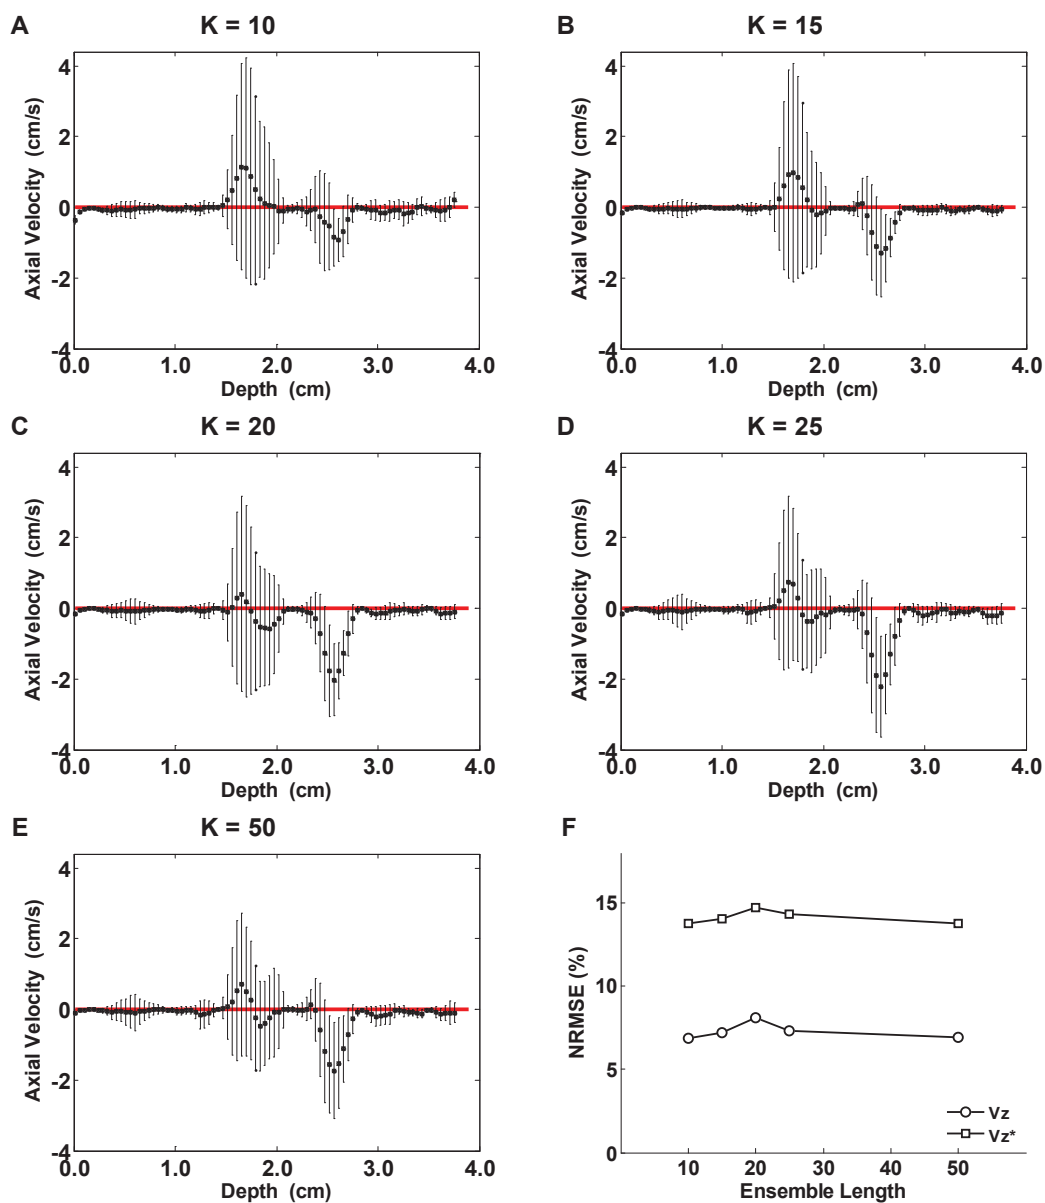 A
K = 10
4
2
0
-2
-4
Axial Velocity (cm/s)
0.0 1.0 2.0 3.0 4.0
Depth (cm)
B
K = 15
4
2
0
-2
-4
Axial Velocity (cm/s)
0.0 1.0 2.0 3.0 4.0
Depth (cm)
C
K = 20
4
2
0
-2
-4
Axial Velocity (cm/s)
0.0 1.0 2.0 3.0 4.0
Depth (cm)
D
K = 25
4
2
0
-2
-4
Axial Velocity (cm/s)
0.0 1.0 2.0 3.0 4.0
Depth (cm)
E
K = 50
4
2
0
-2
-4
Axial Velocity (cm/s)
0.0 1.0 2.0 3.0 4.0
Depth (cm)
F
15
10
5
0
NRMSE (%)
Vz
Vz*
10 20 30 40 50
Ensemble Length